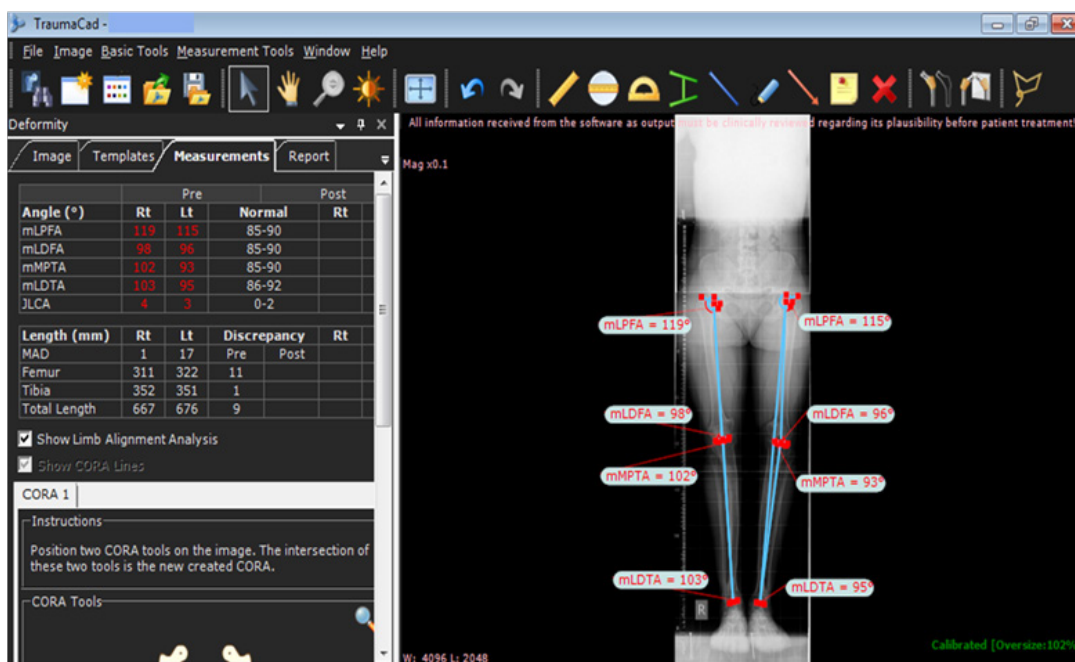 TraumaCad -
File Image Basic Tools Measurement Tools Window Help
Deformity
Image Templates Measurements Report
Pre Post
Angle (°) Rt Lt Normal Rt
mLPFA 119 115 85-90
mLDFA 98 96 85-90
mMPTA 102 93 85-90
mLDTA 103 95 86-92
JLCA 4 3 0-2
Length (mm) Rt Lt Discrepancy Rt
MAD 1 17 Pre Post
Femur 311 322 11
Tibia 352 351 1
Total Length 667 676 9
Show Limb Alignment Analysis
Show CORA Lines
CORA 1
Instructions
Position two CORA tools on the image. The intersection of
these two tools is the new created CORA.
CORA Tools
All information received from the software as output must be clinically reviewed regarding its plausibility before patient treatment!
Mag x0.1
mLPFA = 119° mLPFA = 115°
mLDFA = 98° mLDFA = 96°
mMPTA = 102° mMPTA = 93°
mLDTA = 103° mLDTA = 95°
R
Calibrated [Oversize:102%
W: 4096 L: 2048